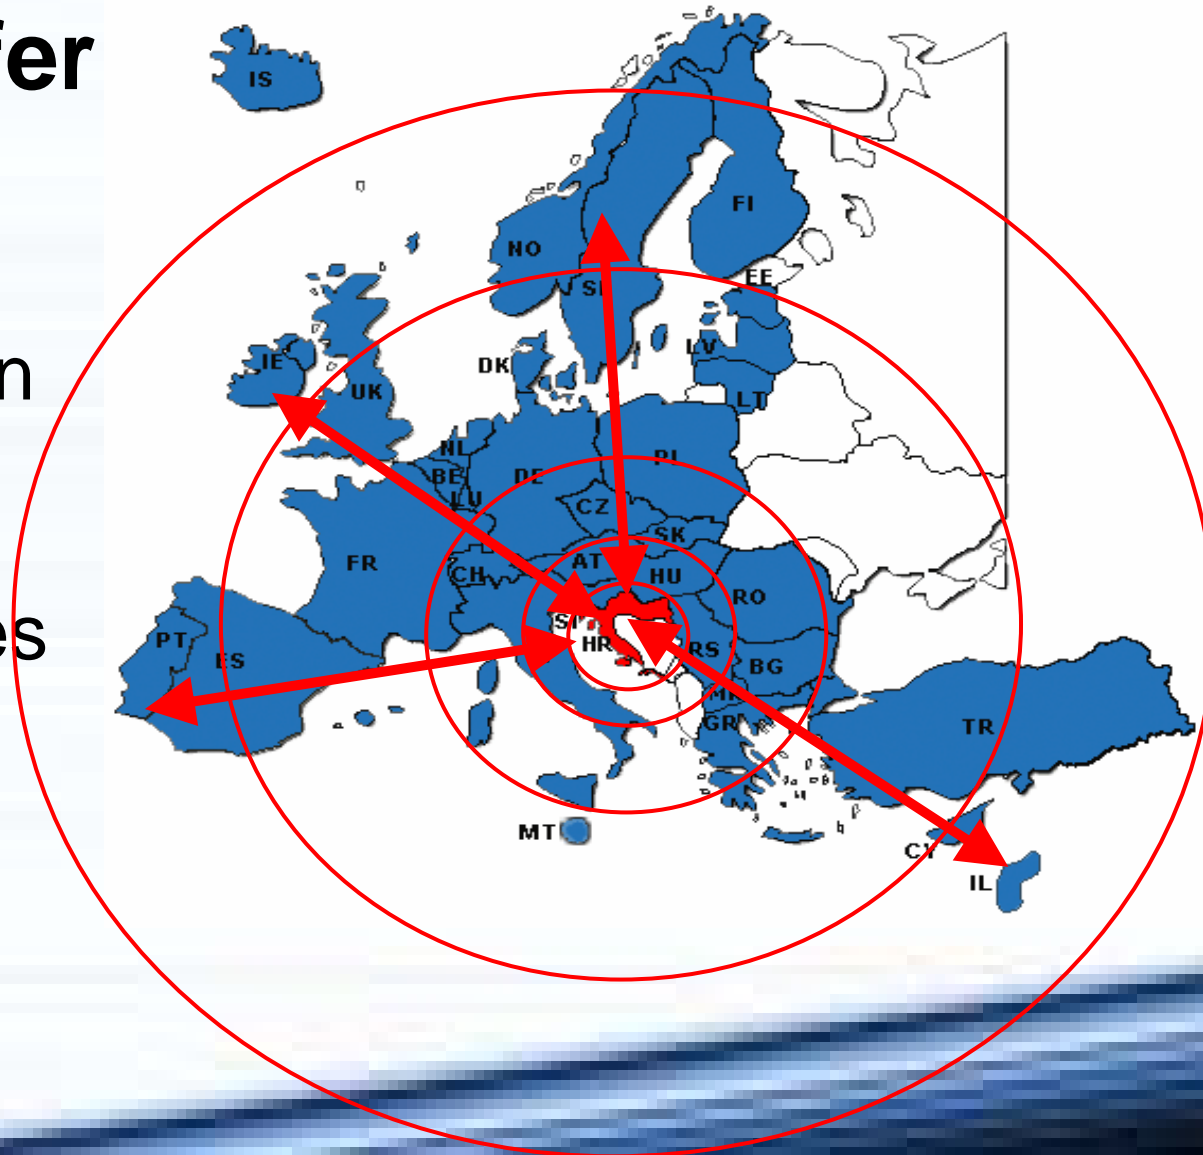 fer
n
es
IS
FI
NO
EE
SE
LV
DK
IE
UK
LT
NL
PL
BE
DE
LU
CZ
SK
FR
AT
CH
HU
RO
SI
PT
HR
RS
ES
BG
MK
GR
TR
MT
CY
IL